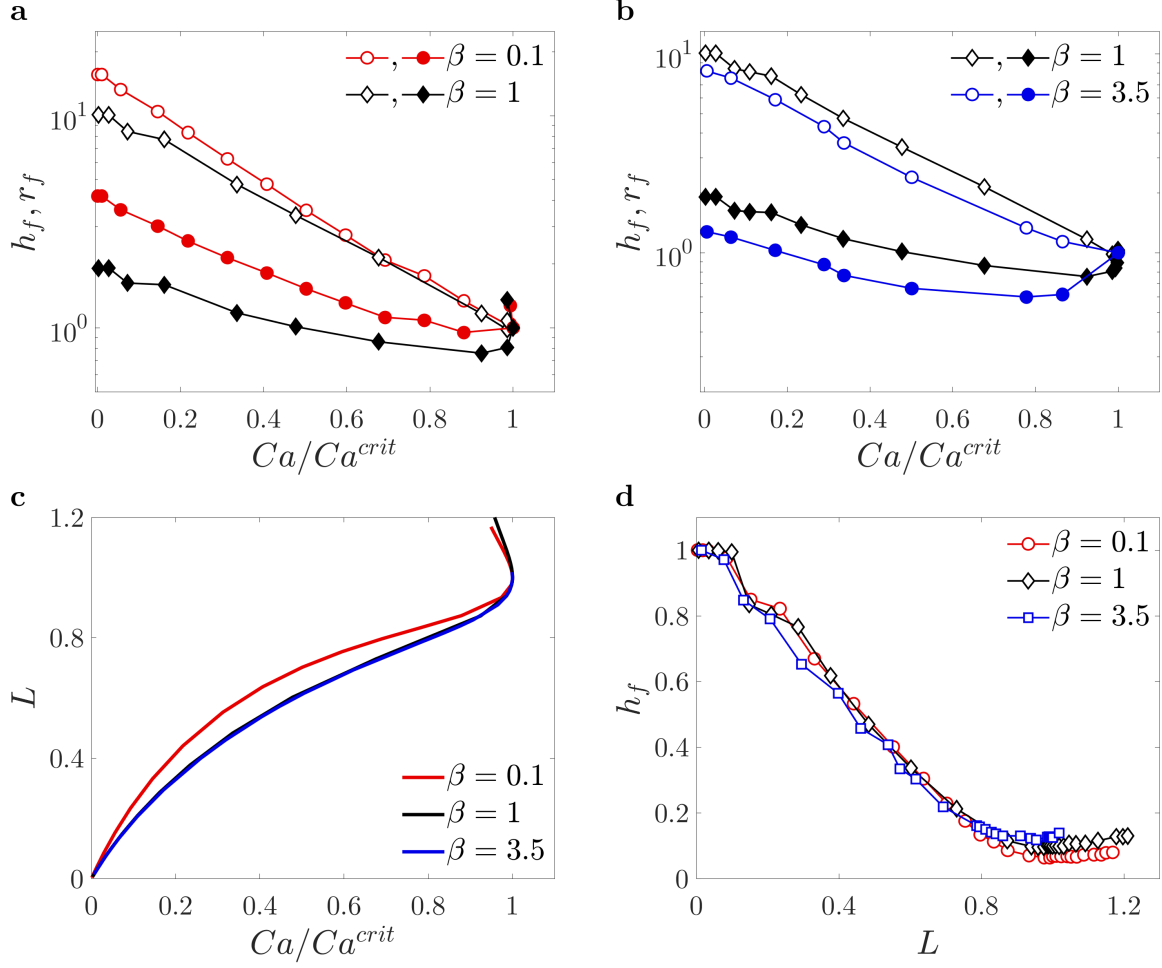 a
h_f, r_f
10^1
10^0
0
0.2
0.4
0.6
0.8
1
Ca/Ca^{crit}
, β = 0.1
, β = 1
b
h_f, r_f
10^1
10^0
0
0.2
0.4
0.6
0.8
1
Ca/Ca^{crit}
, β = 1
, β = 3.5
c
L
1.2
0.8
0.4
0
0
0.2
0.4
0.6
0.8
1
Ca/Ca^{crit}
β = 0.1
β = 1
β = 3.5
d
h_f
1
0.8
0.6
0.4
0.2
0
0
0.4
0.8
1.2
L
β = 0.1
β = 1
β = 3.5